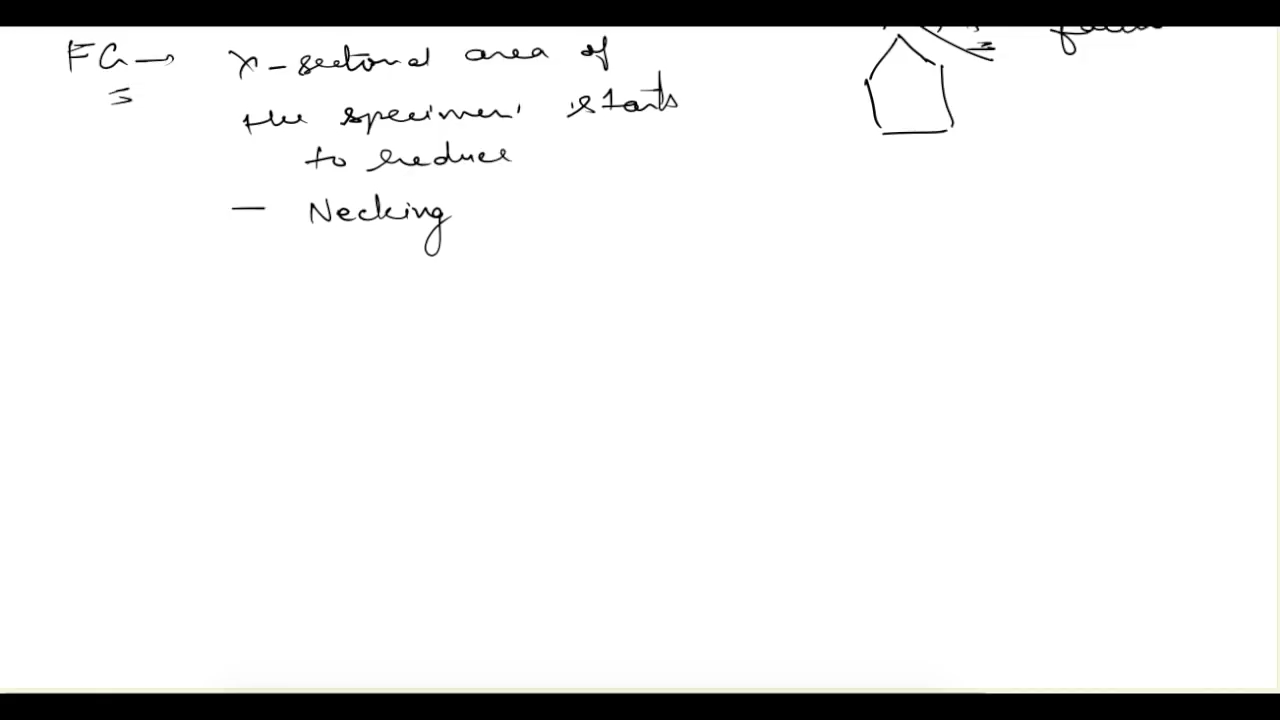 FG → X-sectional area of
the specimen starts
to reduce
— Necking